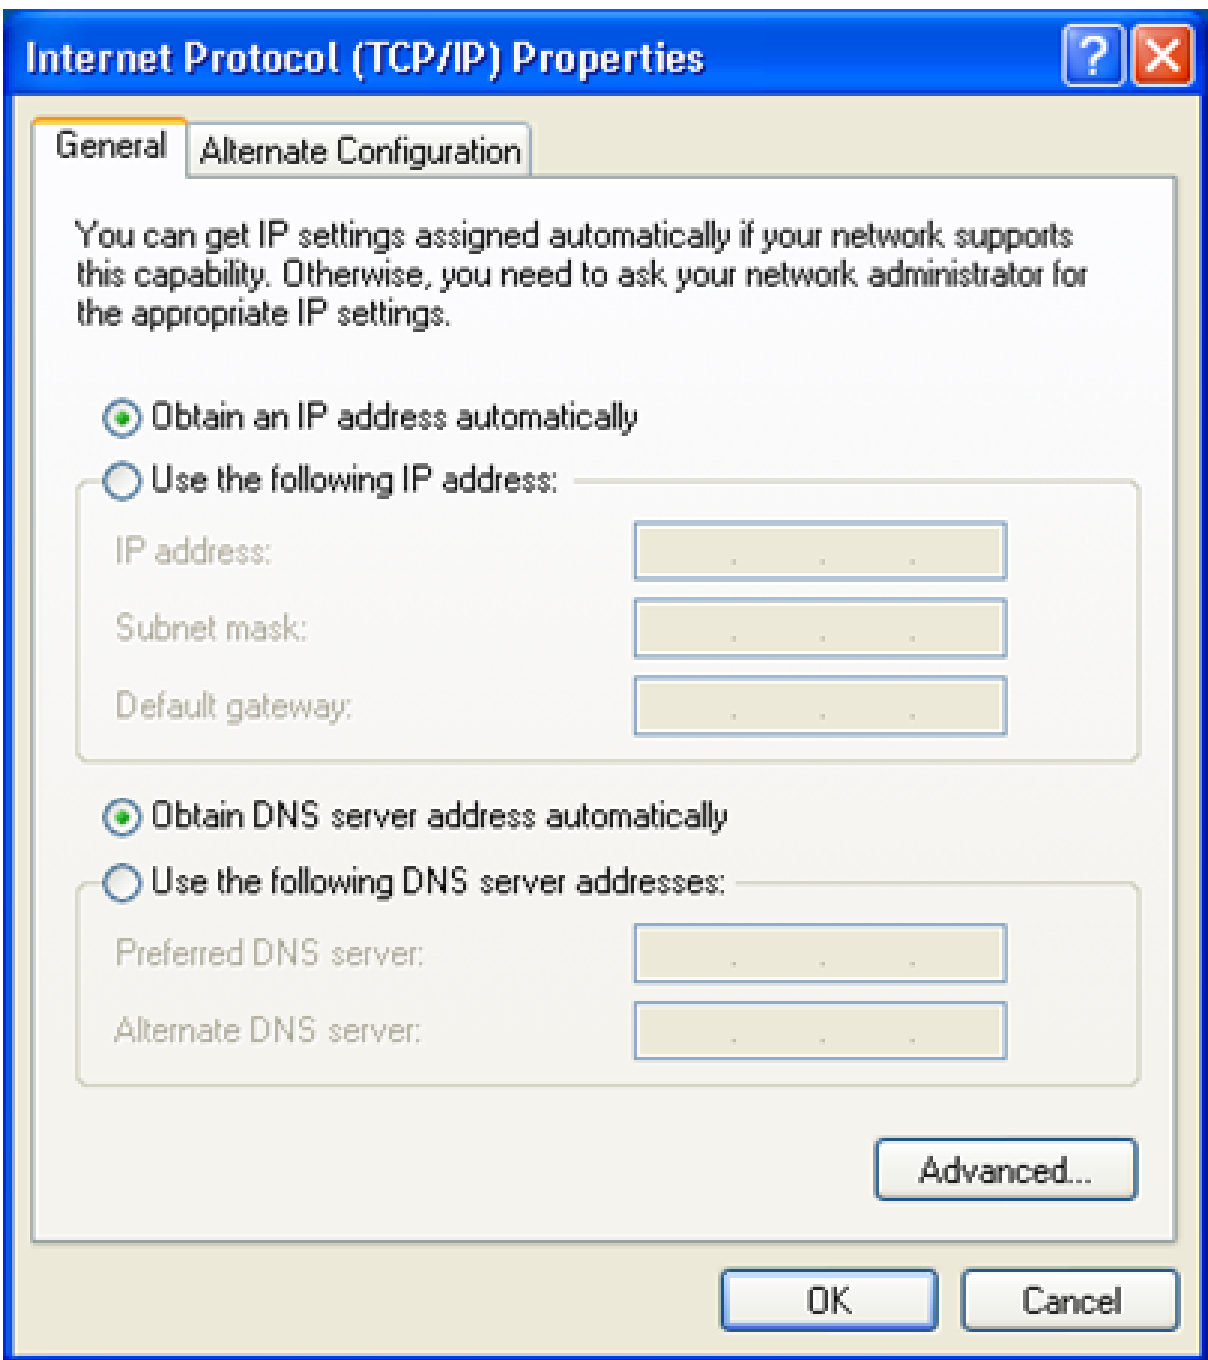 Internet Protocol (TCP/IP) Properties
?
General
Alternate Configuration
You can get IP settings assigned automatically if your network supports
this capability. Otherwise, you need to ask your network administrator for
the appropriate IP settings.
Obtain an IP address automatically
Use the following IP address:
IP address:
Subnet mask:
Default gateway:
Obtain DNS server address automatically
Use the following DNS server addresses:
Preferred DNS server:
Alternate DNS server:
Advanced...
OK
Cancel